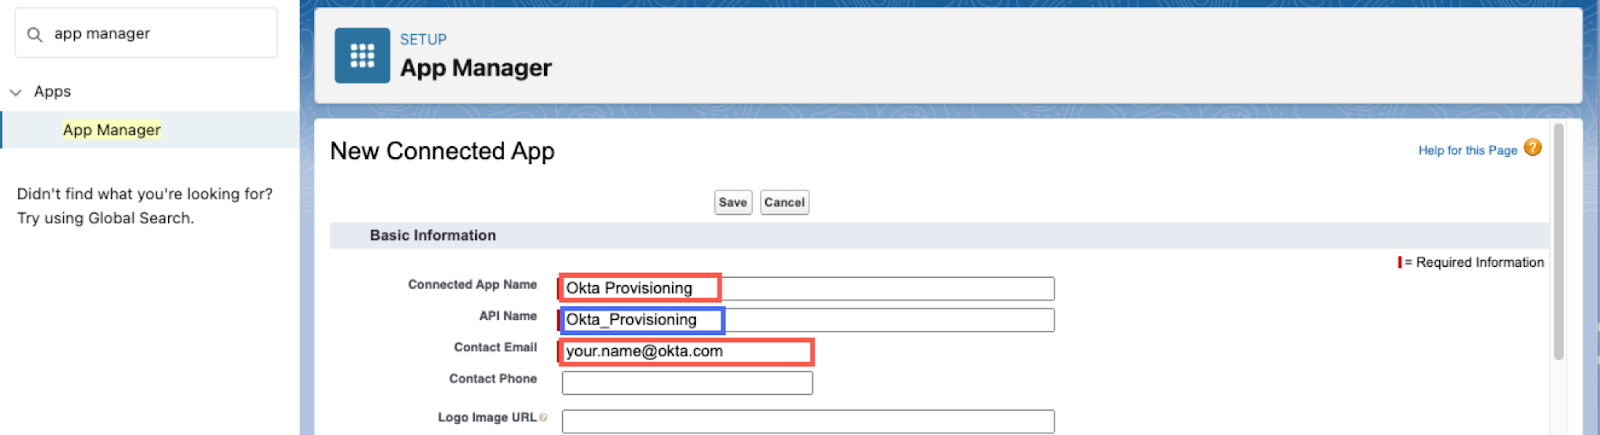 app manager
Apps
App Manager
Didn't find what you're looking for?
Try using Global Search.
SETUP
App Manager
New Connected App
Help for this Page ?
Save Cancel
Basic Information
= Required Information
Connected App Name Okta Provisioning
API Name Okta_Provisioning
Contact Email your.name@okta.com
Contact Phone
Logo Image URL